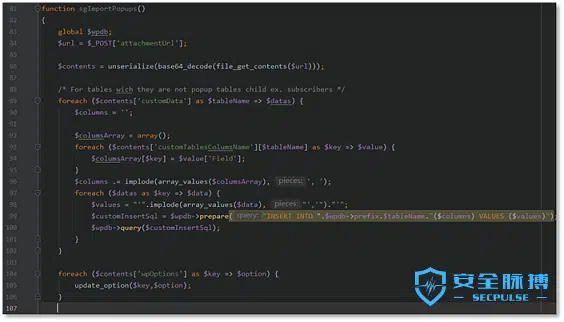 81 function sgImportPopups()
82 {
83 global $wpdb;
84 $url = $_POST['attachmentUrl'];
85
86 $contents = unserialize(base64_decode(file_get_contents($url)));
87
88 /* For tables wich they are not popup tables child ex. subscribers */
89 foreach ($contents['customData'] as $tableName => $datas) {
90 $columns = '';
91
92 $columsArray = array();
93 foreach ($contents['customTablesColumsName'][$tableName] as $key => $value) {
94 $columsArray[$key] = $value['Field'];
95 }
96 $columns .= implode(array_values($columsArray), pieces: ', ');
97 foreach ($datas as $key => $data) {
98 $values = "'".implode(array_values($data), pieces: "','")."'";
99 $customInsertSql = $wpdb->prepare( query: "INSERT INTO ".$wpdb->prefix.$tableName."($columns) VALUES ($values)");
100 $wpdb->query($customInsertSql);
101 }
102 }
103
104 foreach ($contents['wpOptions'] as $key => $option) {
105 update_option($key,$option);
106 }
107
安全脉搏
SECPULSE